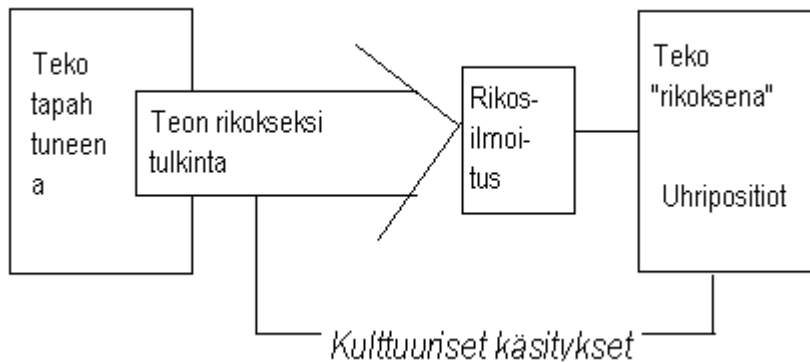 Teko
tapah
tuneen
a
Teon rikokseksi
tulkinta
Rikos-
ilmoi-
tus
Teko
"rikoksena"
Uhripositiot
Kulttuuriset käsitykset